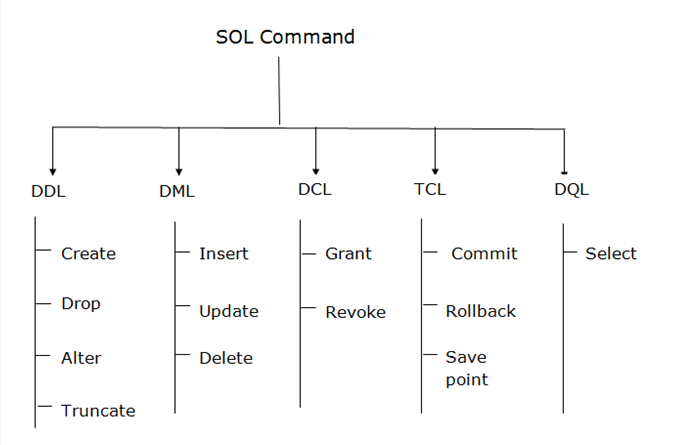 SOL Command
DDL
DML
DCL
TCL
DQL
Create
Drop
Alter
Truncate
Insert
Update
Delete
Grant
Revoke
Commit
Rollback
Save
point
Select